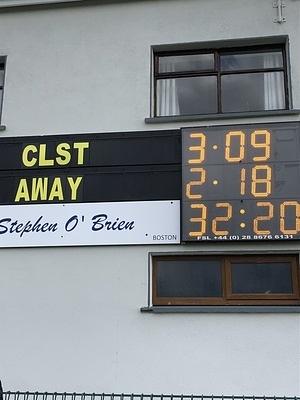 CLST 3·09
AWAY 2·18
Stephen O' Brien 32:20
BOSTON FSL +44 (0) 28 8676 6131